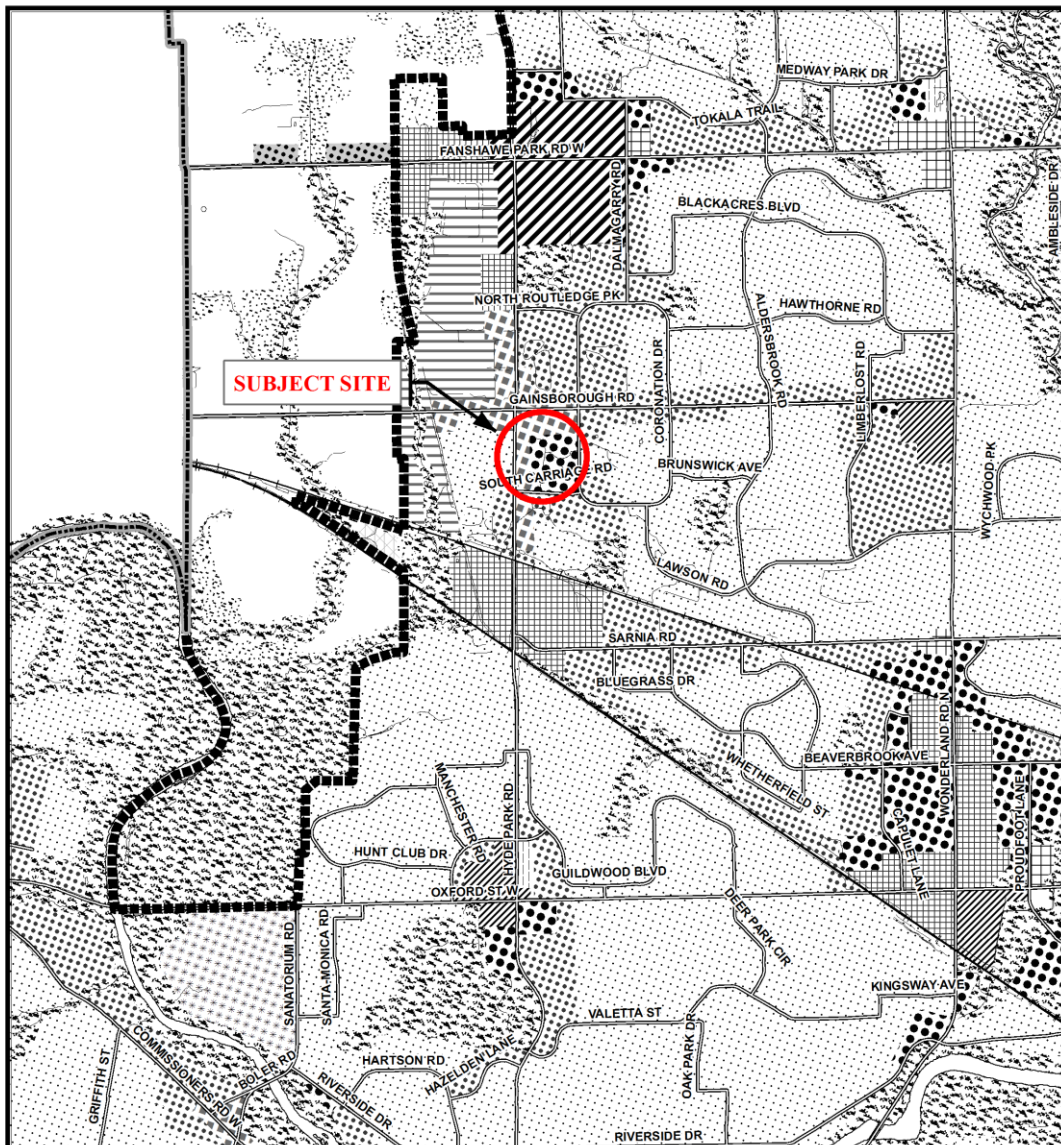 MEDWAY PARK DR
TOKALA TRAIL
FANSHAWE PARK RD W
DALMAGARRY RD
AMBLESIDE DR
BLACKACRES BLVD
NORTH ROUTLEDGE PK
HAWTHORNE RD
ALDERSBROOK RD
CORONATION DR
LIMBERLOST RD
SUBJECT SITE
GAINSBOROUGH RD
SOUTH CARRIAGE RD
BRUNSWICK AVE
WYCHWOOD PK
LAWSON RD
SARNIA RD
BLUEGRASS DR
WONDERLAND RD N
BEAVERBROOK AVE
WHETHERFIELD ST
CAPULET LANE
PROUDFOOT LANE
MANCHESTER RD
HYDE PARK RD
HUNT CLUB DR
GUILDWOOD BLVD
OXFORD ST W
DEER PARK CIR
SANATORIUM RD
SANTA-MONICA RD
KINGSWAY AVE
VALETTA ST
OAK PARK DR
HARTSON RD
HAZELDEN LANE
COMMISSIONERS RD W
BOLER RD
RIVERSIDE DR
GRIFFITH ST
RIVERSIDE DR